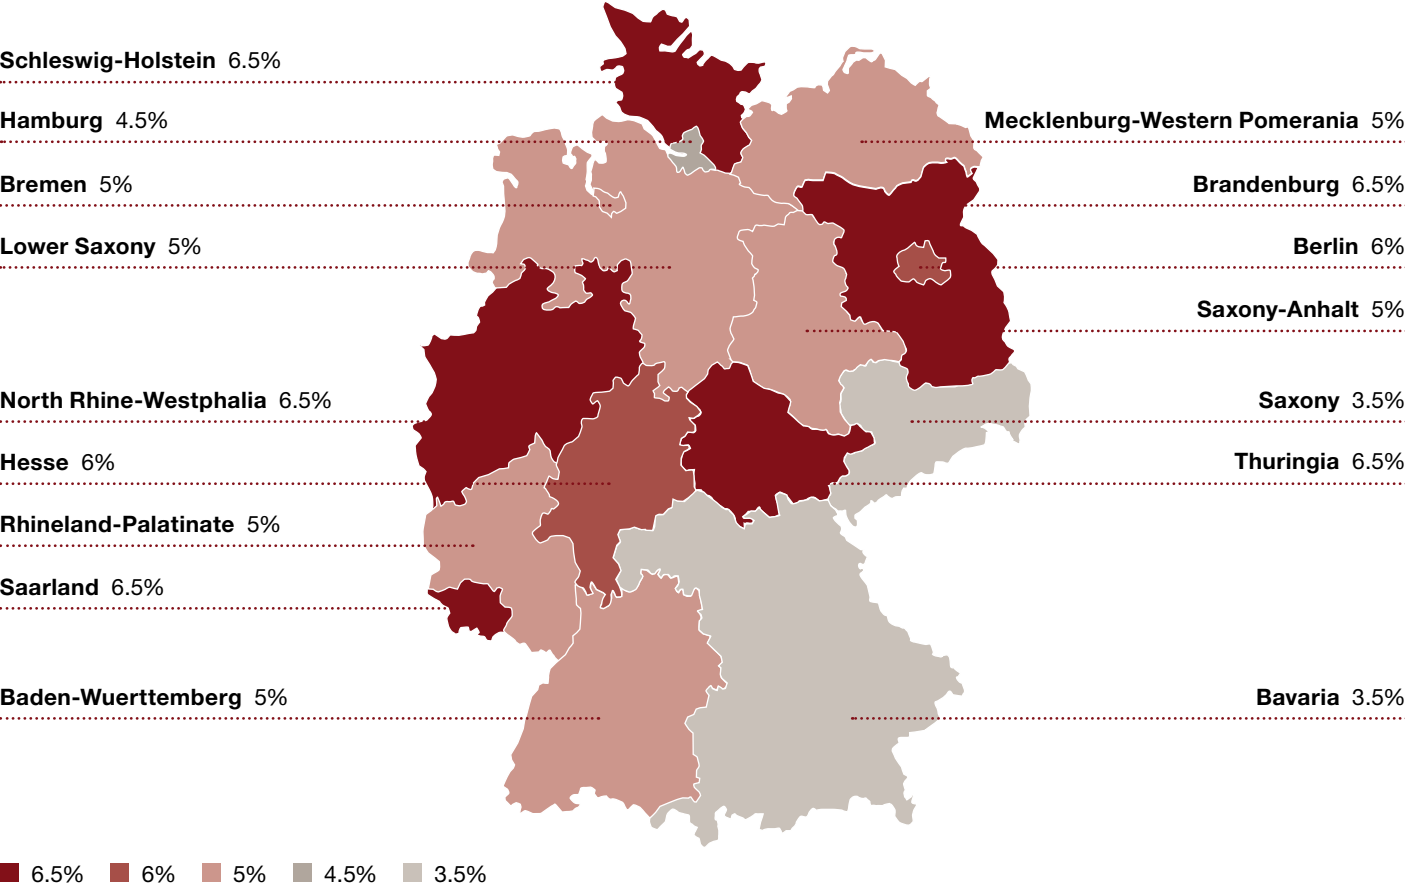 Schleswig-Holstein 6.5%
Hamburg 4.5%
Mecklenburg-Western Pomerania 5%
Bremen 5%
Brandenburg 6.5%
Lower Saxony 5%
Berlin 6%
Saxony-Anhalt 5%
North Rhine-Westphalia 6.5%
Saxony 3.5%
Hesse 6%
Thuringia 6.5%
Rhineland-Palatinate 5%
Saarland 6.5%
Baden-Wuerttemberg 5%
Bavaria 3.5%
6.5% 6% 5% 4.5% 3.5%